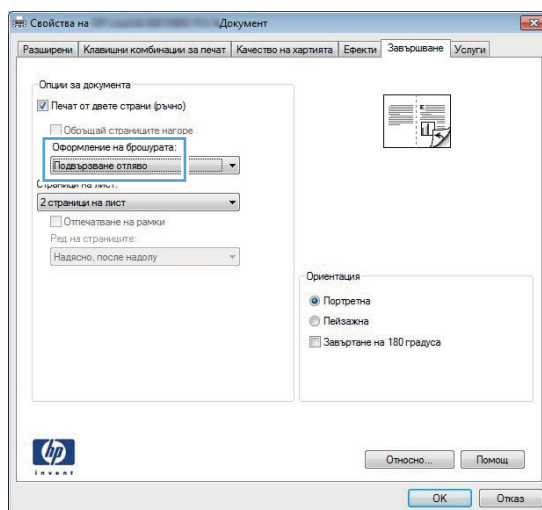 Свойства на Документ
Разширени Клавишни комбинации за печат Качество на хартията Ефекти Завършване Услуги
Опции за документа
Печат от двете страни (ръчно)
Обръщай страниците нагоре
Оформление на брошурата:
Подвързване отляво
Страници на лист:
2 страници на лист
Отпечатване на рамки
Ред на страниците:
Надясно, после надолу
Ориентация
Портретна
Пейзажна
Завъртане на 180 градуса
hp
invent
Относно... Помощ
OK Отказ